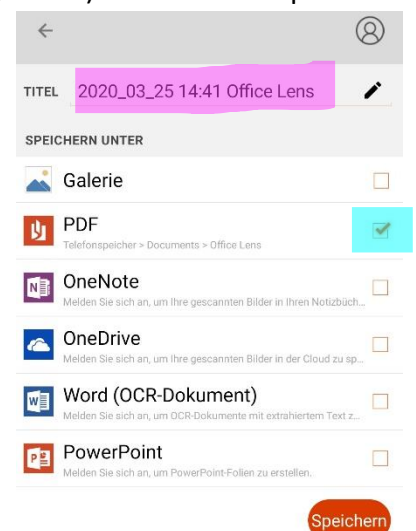 TITEL 2020_03_25 14:41 Office Lens
SPEICHERN UNTER
Galerie
PDF
Telefonspeicher > Documents > Office Lens
OneNote
Melden Sie sich an, um Ihre gescannten Bilder in Ihren Notizbüch...
OneDrive
Melden Sie sich an, um Ihre gescannten Bilder in der Cloud zu sp...
Word (OCR-Dokument)
Melden Sie sich an, um OCR-Dokumente mit extrahiertem Text z...
PowerPoint
Melden Sie sich an, um PowerPoint-Folien zu erstellen.
Speichern